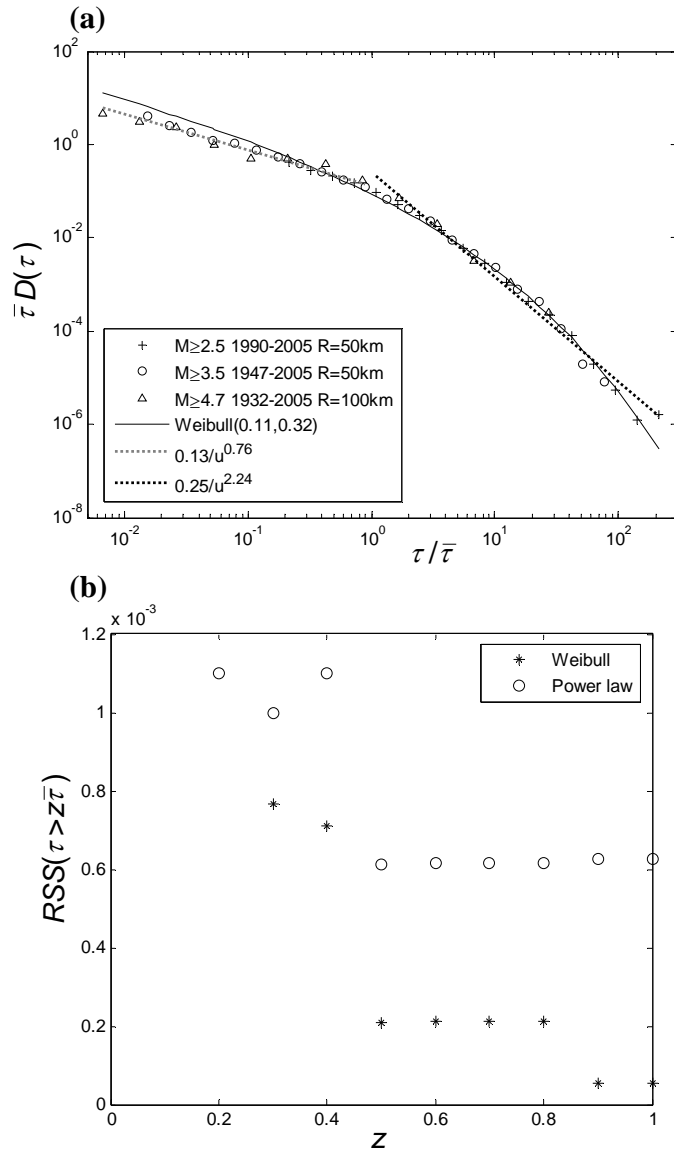 (a)
10^2
10^0
10^-2
10^-4
10^-6
10^-8
τ̄ D(τ)
M≥2.5 1990-2005 R=50km
M≥3.5 1947-2005 R=50km
M≥4.7 1932-2005 R=100km
Weibull(0.11,0.32)
0.13/u^0.76
0.25/u^2.24
10^-2 10^-1 10^0 10^1 10^2
τ/τ̄
(b)
x 10^-3
1.2
1
0.8
0.6
0.4
0.2
0
RSS(τ>zτ̄)
Weibull
Power law
0 0.2 0.4 0.6 0.8 1
z